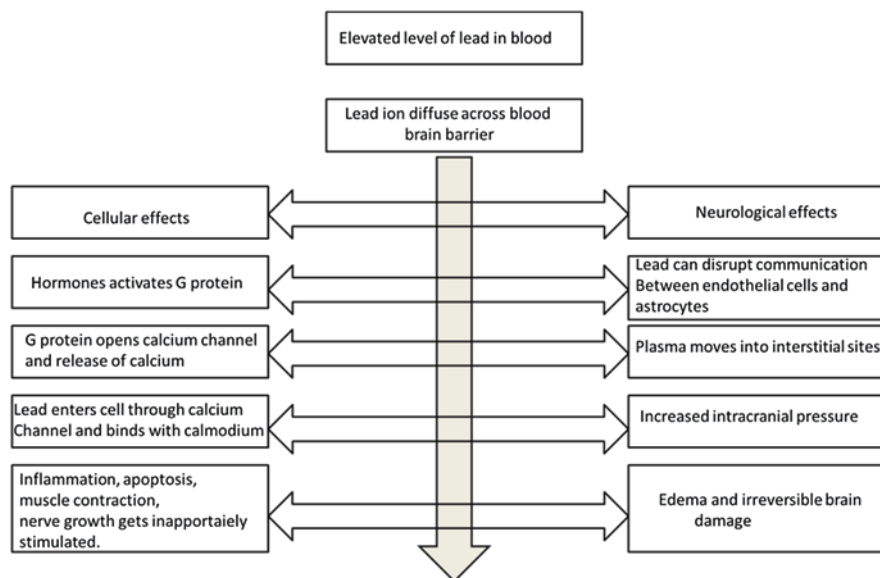 Elevated level of lead in blood
Lead ion diffuse across blood
brain barrier
Cellular effects
Neurological effects
Hormones activates G protein
Lead can disrupt communication
Between endothelial cells and
astrocytes
G protein opens calcium channel
and release of calcium
Plasma moves into interstitial sites
Lead enters cell through calcium
Channel and binds with calmodium
Increased intracranial pressure
Inflammation, apoptosis,
muscle contraction,
nerve growth gets inapportaiely
stimulated.
Edema and irreversible brain
damage